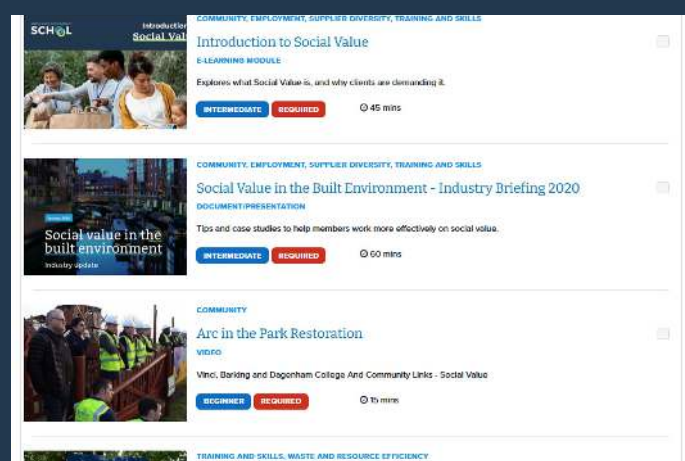 COMMUNITY, EMPLOYMENT, SUPPLIER DIVERSITY, TRAINING AND SKILLS
SCHOOL
Introduction
Social Val
Introduction to Social Value
E-LEARNING MODULE
Explores what Social Value is, and why clients are demanding it.
INTERMEDIATE REQUIRED 45 mins
COMMUNITY, EMPLOYMENT, SUPPLIER DIVERSITY, TRAINING AND SKILLS
Social Value in the Built Environment - Industry Briefing 2020
DOCUMENT/PRESENTATION
Tips and case studies to help members work more effectively on social value.
Social value in the
built environment
Industry update
INTERMEDIATE REQUIRED 60 mins
COMMUNITY
Arc in the Park Restoration
VIDEO
Vinci, Barking and Dagenham College And Community Links - Social Value
BEGINNER REQUIRED 15 mins
TRAINING AND SKILLS, WASTE AND RESOURCE EFFICIENCY